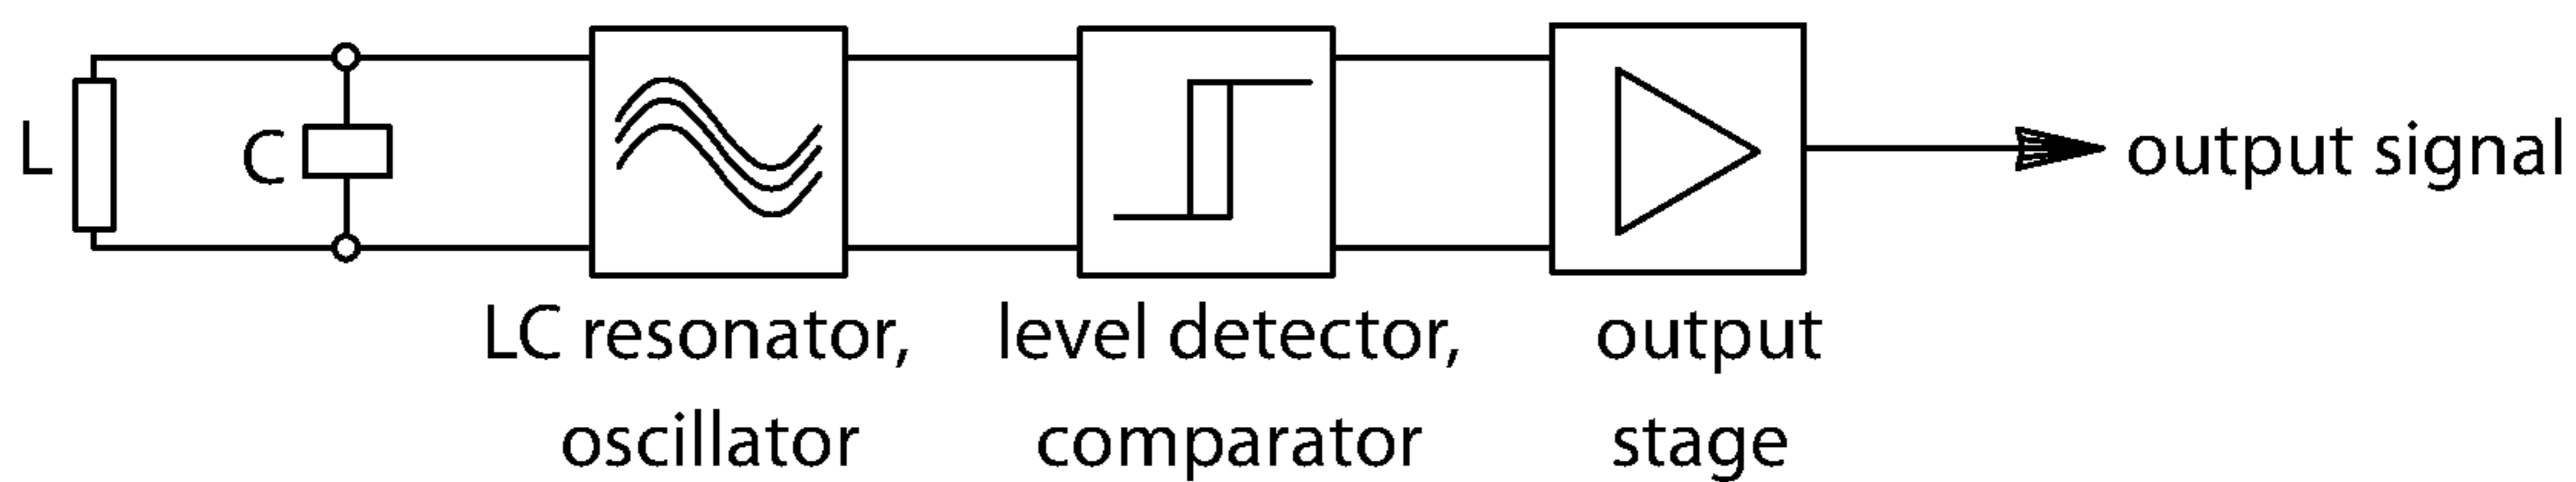 L
C
output signal
LC resonator,
oscillator
level detector,
comparator
output
stage